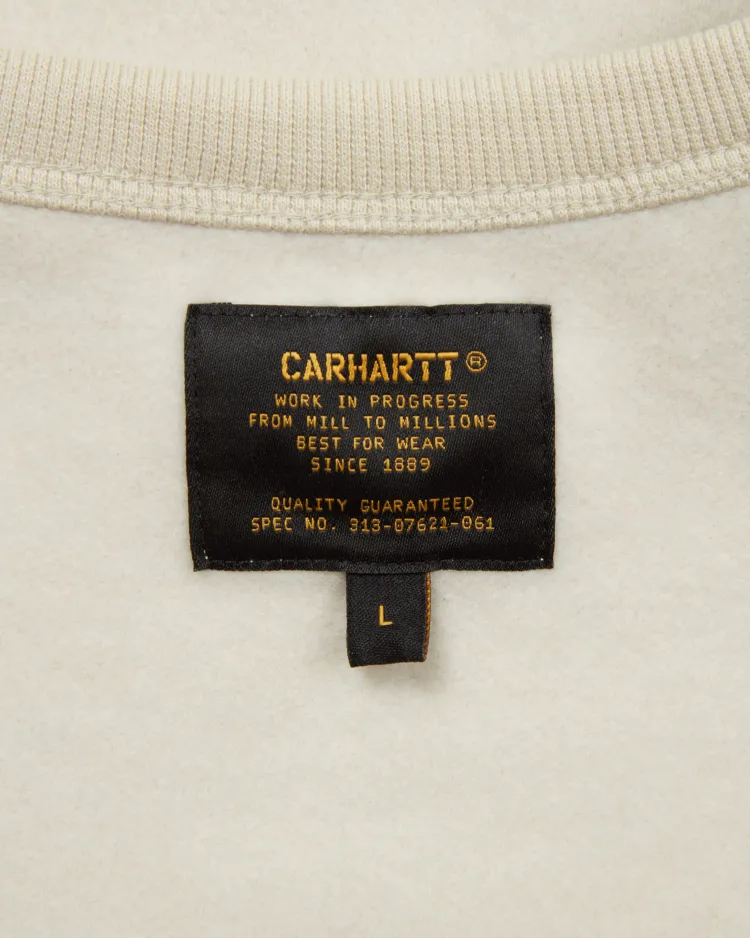 CARHARTT®
WORK IN PROGRESS
FROM MILL TO MILLIONS
BEST FOR WEAR
SINCE 1889
QUALITY GUARANTEED
SPEC NO. 313-07621-061
L